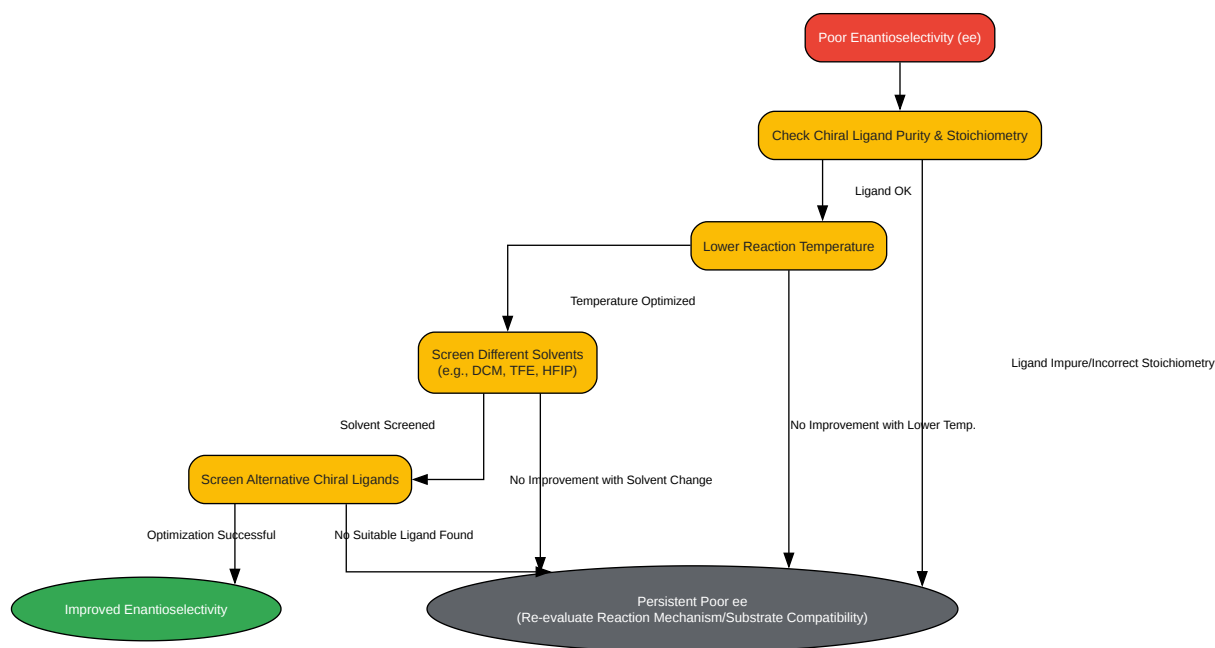 Poor Enantioselectivity (ee)
Check Chiral Ligand Purity & Stoichiometry
Ligand OK
Lower Reaction Temperature
Temperature Optimized
Screen Different Solvents
(e.g., DCM, TFE, HFIP)
Ligand Impure/Incorrect Stoichiometry
Solvent Screened
No Improvement with Lower Temp.
Screen Alternative Chiral Ligands
No Improvement with Solvent Change
Optimization Successful
No Suitable Ligand Found
Improved Enantioselectivity
Persistent Poor ee
(Re-evaluate Reaction Mechanism/Substrate Compatibility)